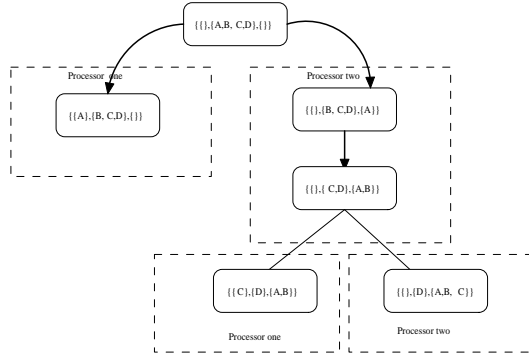 {{},{A,B, C,D},{}}
Processor one
Processor two
{{A},{B, C,D},{}}
{{},{B, C,D},{A}}
{{},{ C,D},{A,B}}
{{C},{D},{A,B}}
{{},{D},{A,B, C}}
Processor one
Processor two